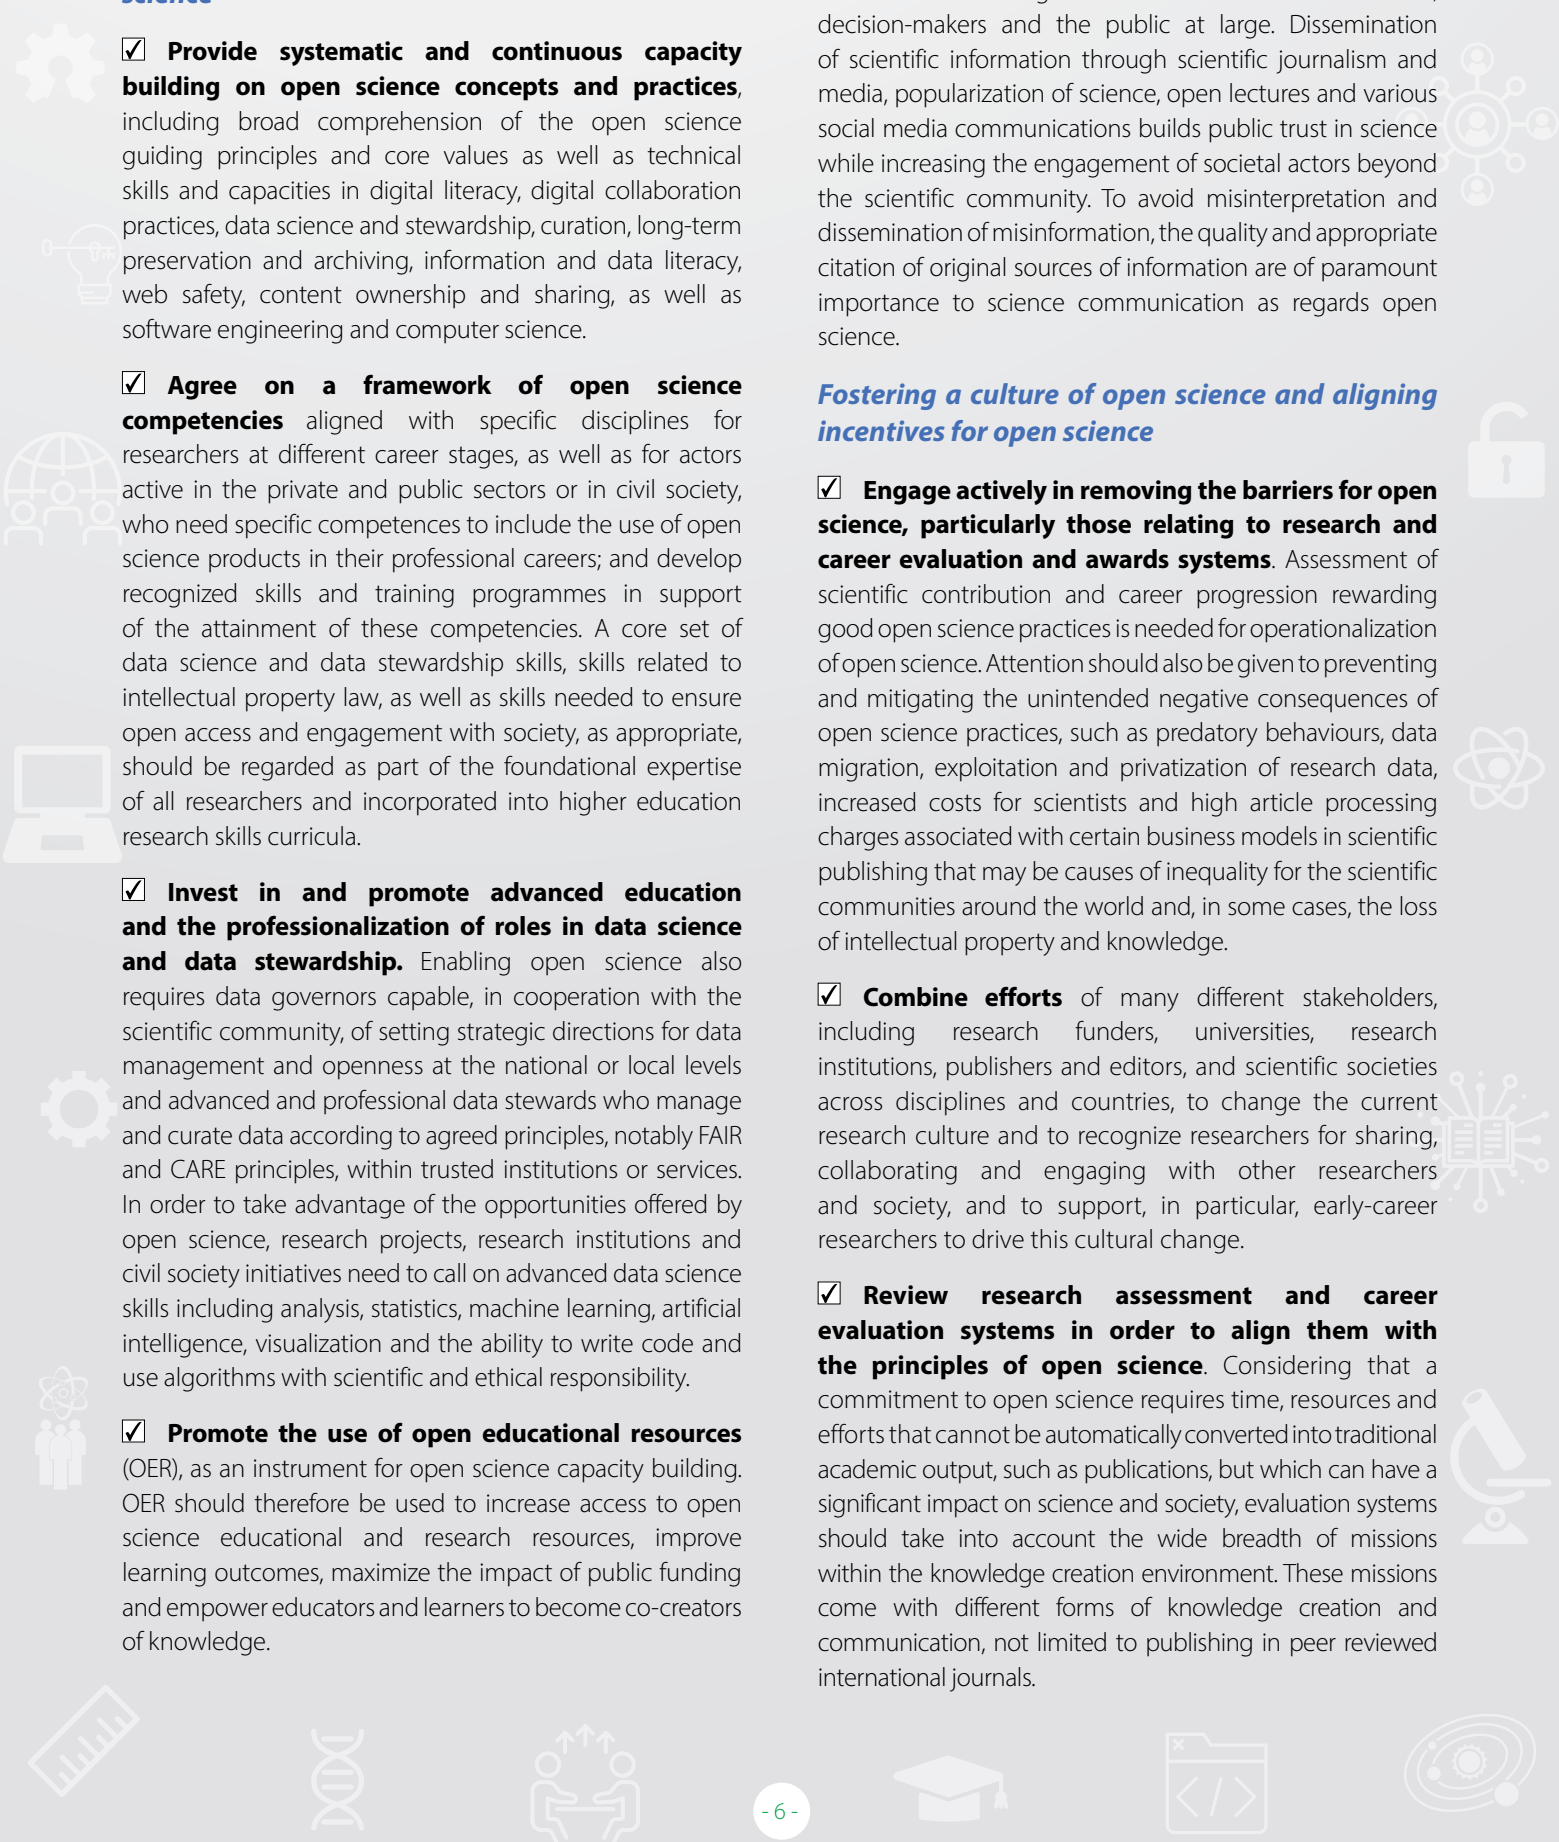 science
☑ Provide systematic and continuous capacity
building on open science concepts and practices,
including broad comprehension of the open science
guiding principles and core values as well as technical
skills and capacities in digital literacy, digital collaboration
practices, data science and stewardship, curation, long-term
preservation and archiving, information and data literacy,
web safety, content ownership and sharing, as well as
software engineering and computer science.
☑ Agree on a framework of open science
competencies aligned with specific disciplines for
researchers at different career stages, as well as for actors
active in the private and public sectors or in civil society,
who need specific competences to include the use of open
science products in their professional careers; and develop
recognized skills and training programmes in support
of the attainment of these competencies. A core set of
data science and data stewardship skills, skills related to
intellectual property law, as well as skills needed to ensure
open access and engagement with society, as appropriate,
should be regarded as part of the foundational expertise
of all researchers and incorporated into higher education
research skills curricula.
☑ Invest in and promote advanced education
and the professionalization of roles in data science
and data stewardship. Enabling open science also
requires data governors capable, in cooperation with the
scientific community, of setting strategic directions for data
management and openness at the national or local levels
and advanced and professional data stewards who manage
and curate data according to agreed principles, notably FAIR
and CARE principles, within trusted institutions or services.
In order to take advantage of the opportunities offered by
open science, research projects, research institutions and
civil society initiatives need to call on advanced data science
skills including analysis, statistics, machine learning, artificial
intelligence, visualization and the ability to write code and
use algorithms with scientific and ethical responsibility.
☑ Promote the use of open educational resources
(OER), as an instrument for open science capacity building.
OER should therefore be used to increase access to open
science educational and research resources, improve
learning outcomes, maximize the impact of public funding
and empower educators and learners to become co-creators
of knowledge.
decision-makers and the public at large. Dissemination
of scientific information through scientific journalism and
media, popularization of science, open lectures and various
social media communications builds public trust in science
while increasing the engagement of societal actors beyond
the scientific community. To avoid misinterpretation and
dissemination of misinformation, the quality and appropriate
citation of original sources of information are of paramount
importance to science communication as regards open
science.
Fostering a culture of open science and aligning
incentives for open science
☑ Engage actively in removing the barriers for open
science, particularly those relating to research and
career evaluation and awards systems. Assessment of
scientific contribution and career progression rewarding
good open science practices is needed for operationalization
of open science. Attention should also be given to preventing
and mitigating the unintended negative consequences of
open science practices, such as predatory behaviours, data
migration, exploitation and privatization of research data,
increased costs for scientists and high article processing
charges associated with certain business models in scientific
publishing that may be causes of inequality for the scientific
communities around the world and, in some cases, the loss
of intellectual property and knowledge.
☑ Combine efforts of many different stakeholders,
including research funders, universities, research
institutions, publishers and editors, and scientific societies
across disciplines and countries, to change the current
research culture and to recognize researchers for sharing,
collaborating and engaging with other researchers
and society, and to support, in particular, early-career
researchers to drive this cultural change.
☑ Review research assessment and career
evaluation systems in order to align them with
the principles of open science. Considering that a
commitment to open science requires time, resources and
efforts that cannot be automatically converted into traditional
academic output, such as publications, but which can have a
significant impact on science and society, evaluation systems
should take into account the wide breadth of missions
within the knowledge creation environment. These missions
come with different forms of knowledge creation and
communication, not limited to publishing in peer reviewed
international journals.
- 6 -